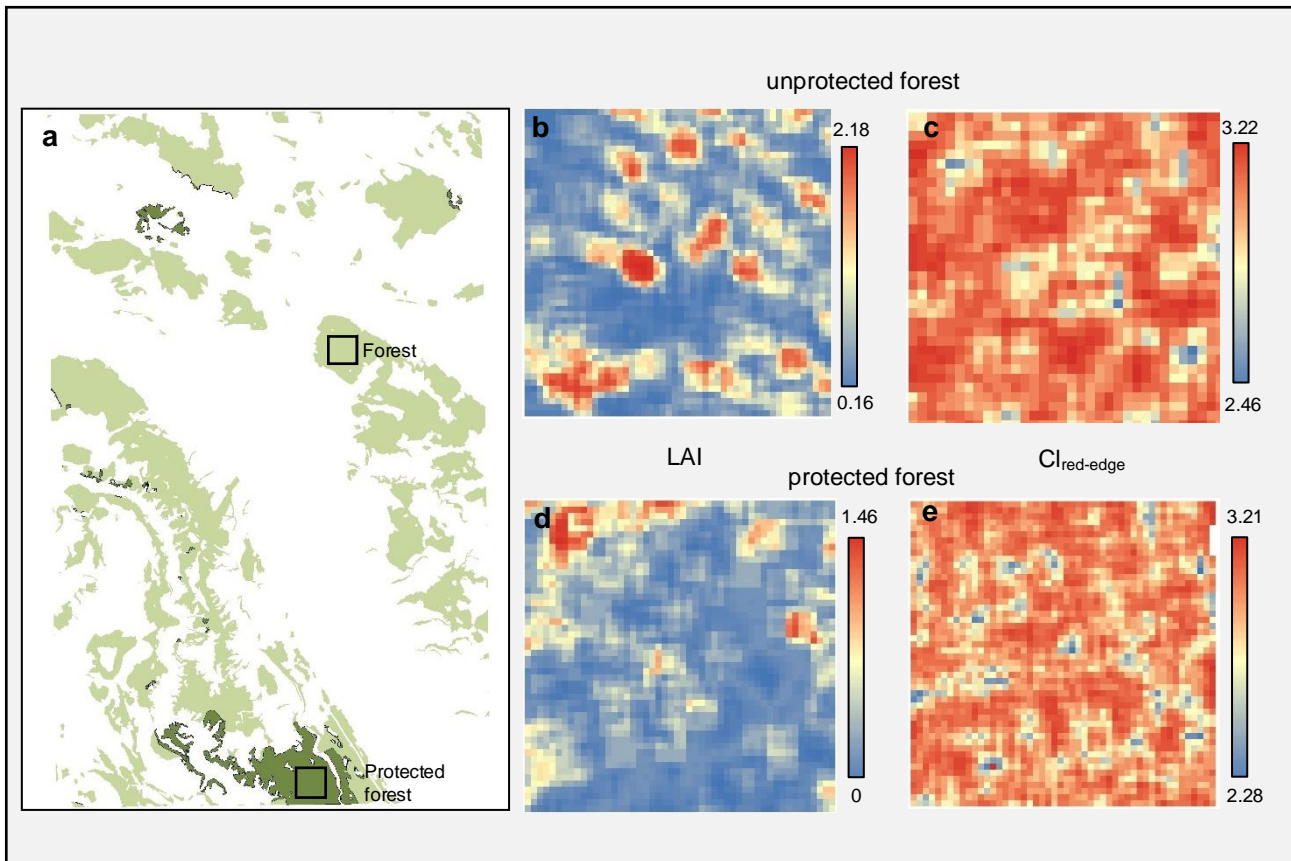 unprotected forest
a
Forest
Protected
forest
b
2.18
0.16
c
3.22
2.46
LAI
CIred-edge
protected forest
d
1.46
0
e
3.21
2.28